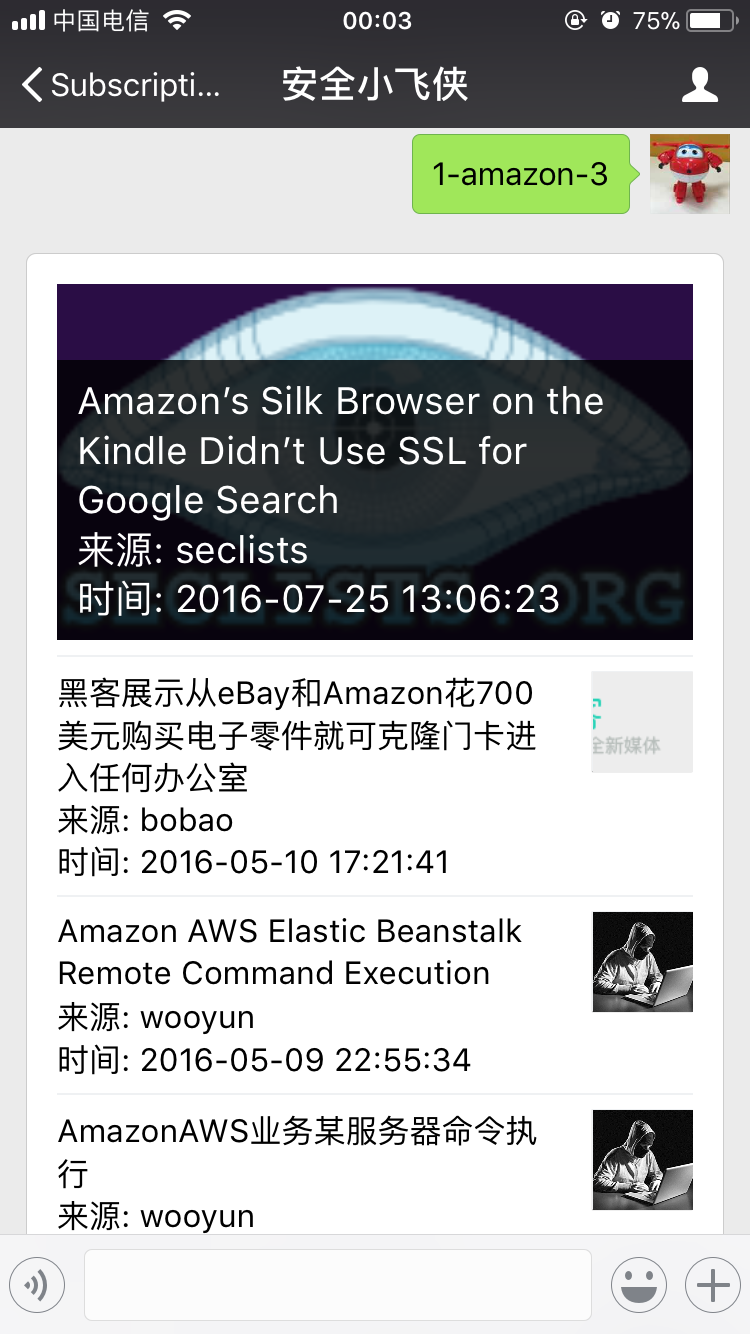 中国电信
00:03
75%
Subscripti...
安全小飞侠
1-amazon-3
Amazon's Silk Browser on the
Kindle Didn't Use SSL for
Google Search
来源: seclists
时间: 2016-07-25 13:06:23
SECLISTS.ORG
黑客展示从eBay和Amazon花700
美元购买电子零件就可克隆门卡进
入任何办公室
来源: bobao
时间: 2016-05-10 17:21:41
全新媒体
Amazon AWS Elastic Beanstalk
Remote Command Execution
来源: wooyun
时间: 2016-05-09 22:55:34
AmazonAWS业务某服务器命令执
行
来源: wooyun